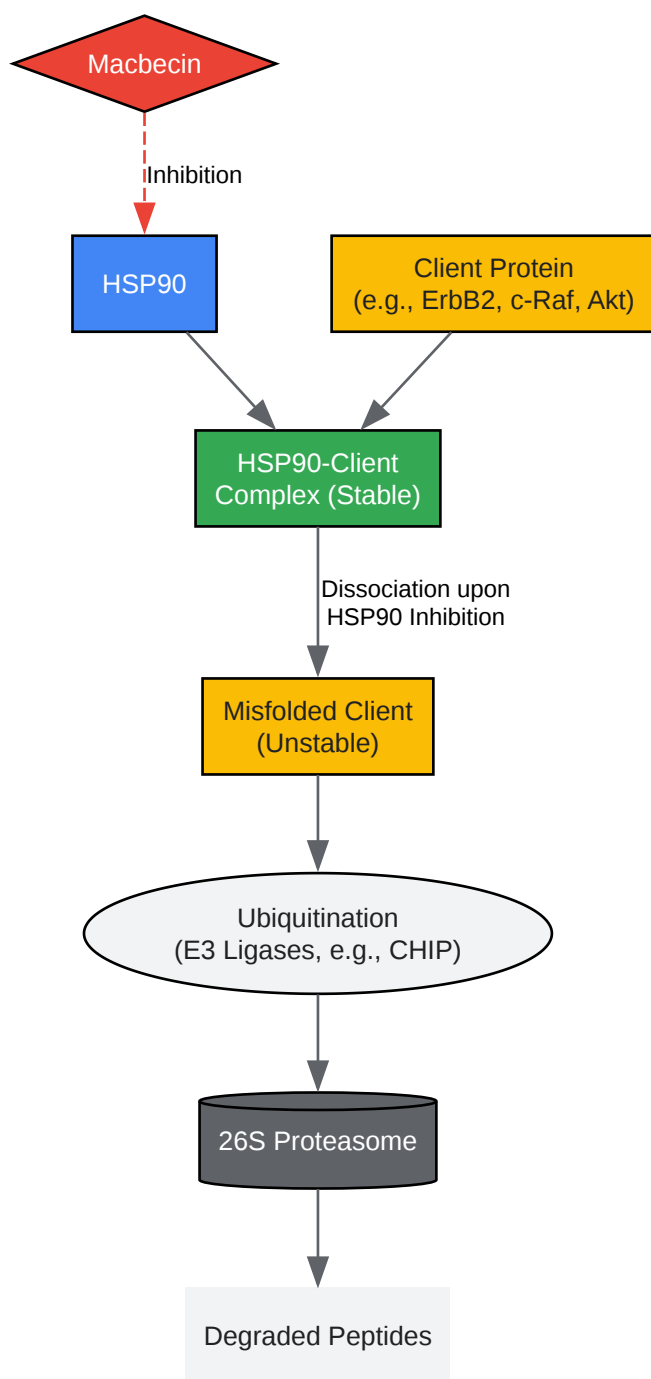 Macbecin
Inhibition
HSP90
Client Protein
(e.g., ErbB2, c-Raf, Akt)
HSP90-Client
Complex (Stable)
Dissociation upon
HSP90 Inhibition
Misfolded Client
(Unstable)
Ubiquitination
(E3 Ligases, e.g., CHIP)
26S Proteasome
Degraded Peptides